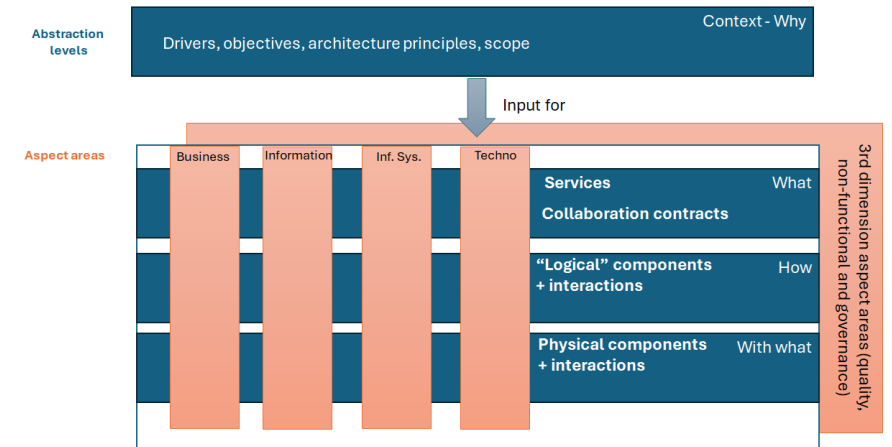 Abstraction
levels
Context - Why
Drivers, objectives, architecture principles, scope
Input for
Aspect areas
Business
Information
Inf. Sys.
Techno
Services
What
Collaboration contracts
“Logical” components
+ interactions
How
Physical components
+ interactions
With what
3rd dimension aspect areas (quality,
non-functional and governance)